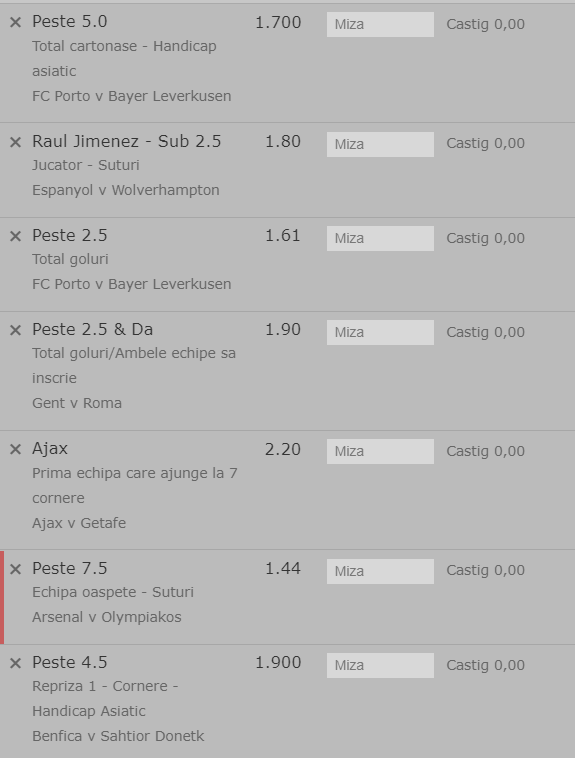 × Peste 5.0 1.700 Miza Castig 0,00
Total cartonase - Handicap
asiatic
FC Porto v Bayer Leverkusen
× Raul Jimenez - Sub 2.5 1.80 Miza Castig 0,00
Jucator - Suturi
Espanyol v Wolverhampton
× Peste 2.5 1.61 Miza Castig 0,00
Total goluri
FC Porto v Bayer Leverkusen
× Peste 2.5 & Da 1.90 Miza Castig 0,00
Total goluri/Ambele echipe sa
inscrie
Gent v Roma
× Ajax 2.20 Miza Castig 0,00
Prima echipa care ajunge la 7
cornere
Ajax v Getafe
× Peste 7.5 1.44 Miza Castig 0,00
Echipa oaspete - Suturi
Arsenal v Olympiakos
× Peste 4.5 1.900 Miza Castig 0,00
Repriza 1 - Cornere -
Handicap Asiatic
Benfica v Sahtior Donetk